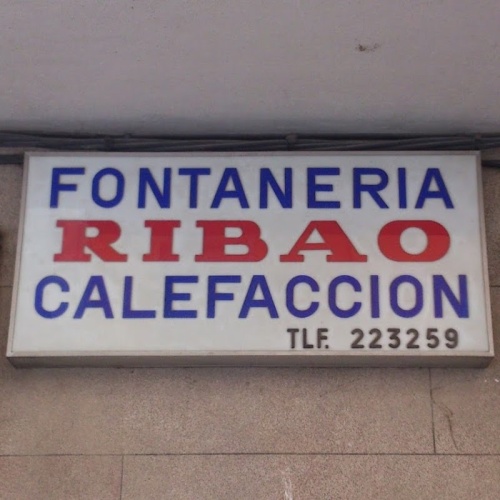 FONTANERIA
RIBAO
CALEFACCION
TLF. 223259